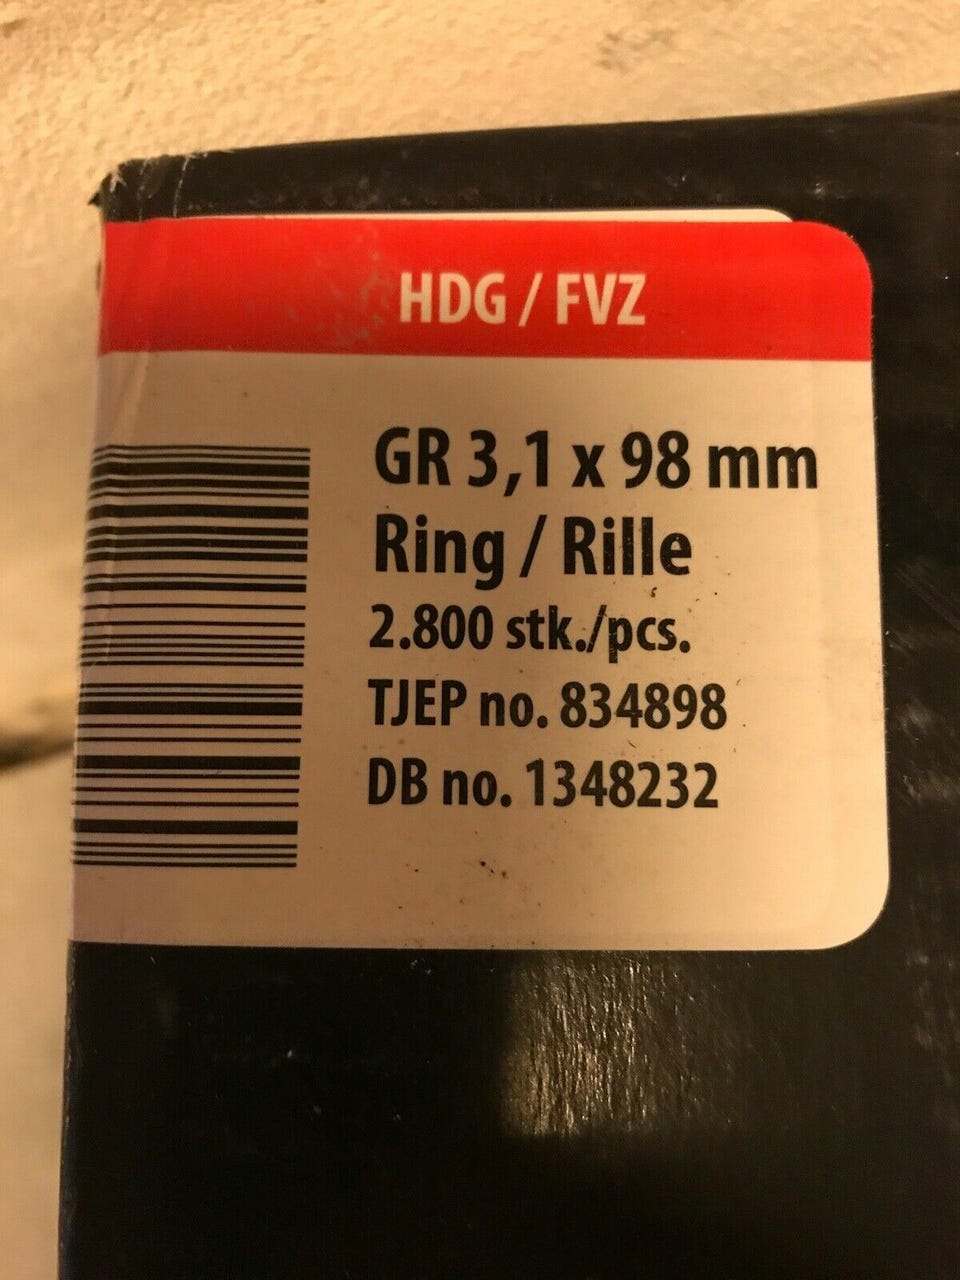 HDG / FVZ
GR 3,1 x 98 mm
Ring / Rille
2.800 stk./pcs.
TJEP no. 834898
DB no. 1348232